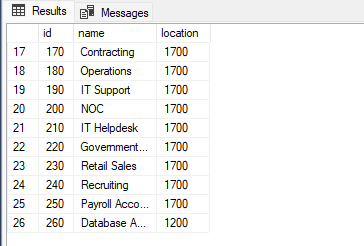 Results Messages
id name location
17 170 Contracting 1700
18 180 Operations 1700
19 190 IT Support 1700
20 200 NOC 1700
21 210 IT Helpdesk 1700
22 220 Government... 1700
23 230 Retail Sales 1700
24 240 Recruiting 1700
25 250 Payroll Acco... 1700
26 260 Database A... 1200